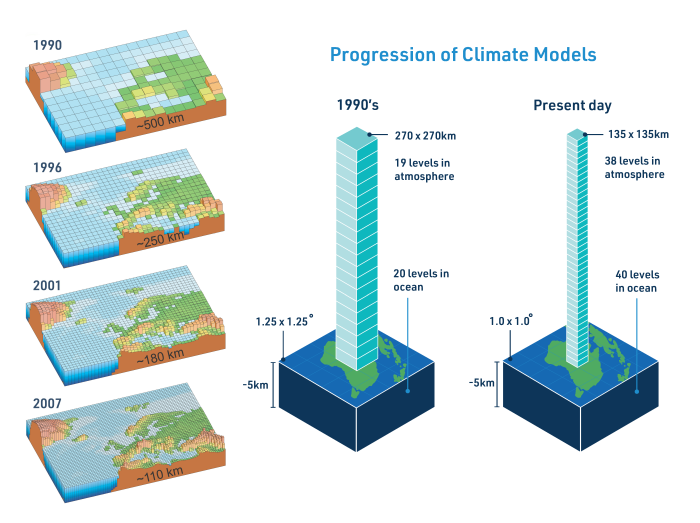 Progression of Climate Models
1990
~500 km
1996
~250 km
2001
~180 km
2007
~110 km
1990's
270 x 270km
19 levels in
atmosphere
20 levels in
ocean
1.25 x 1.25°
~5km
Present day
135 x 135km
38 levels in
atmosphere
40 levels
in ocean
1.0 x 1.0°
~5km